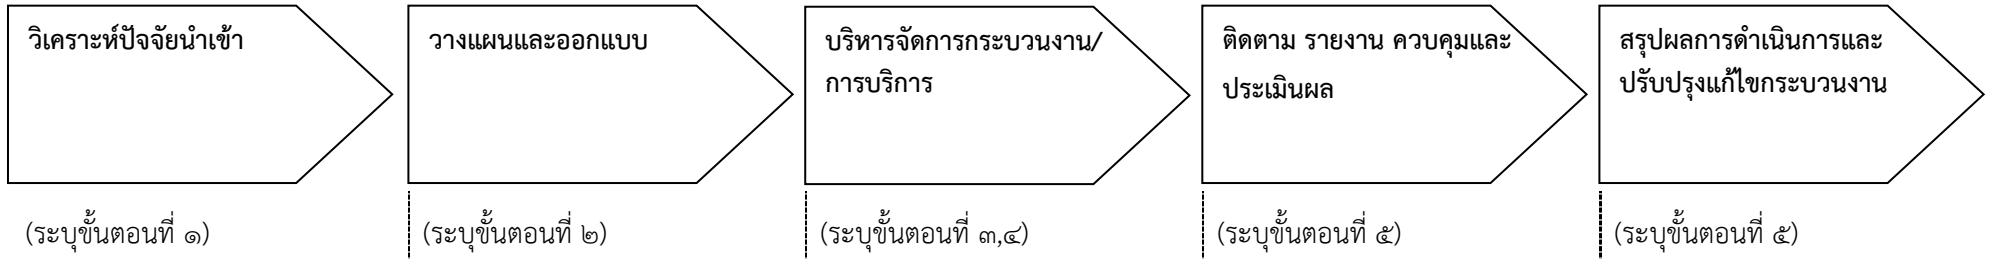 วิเคราะห์ปัจจัยนำเข้า
วางแผนและออกแบบ
บริหารจัดการกระบวนงาน/
การบริการ
ติดตาม รายงาน ควบคุมและ
ประเมินผล
สรุปผลการดำเนินการและ
ปรับปรุงแก้ไขกระบวนงาน
(ระบุขั้นตอนที่ ๑)
(ระบุขั้นตอนที่ ๒)
(ระบุขั้นตอนที่ ๓,๔)
(ระบุขั้นตอนที่ ๕)
(ระบุขั้นตอนที่ ๕)